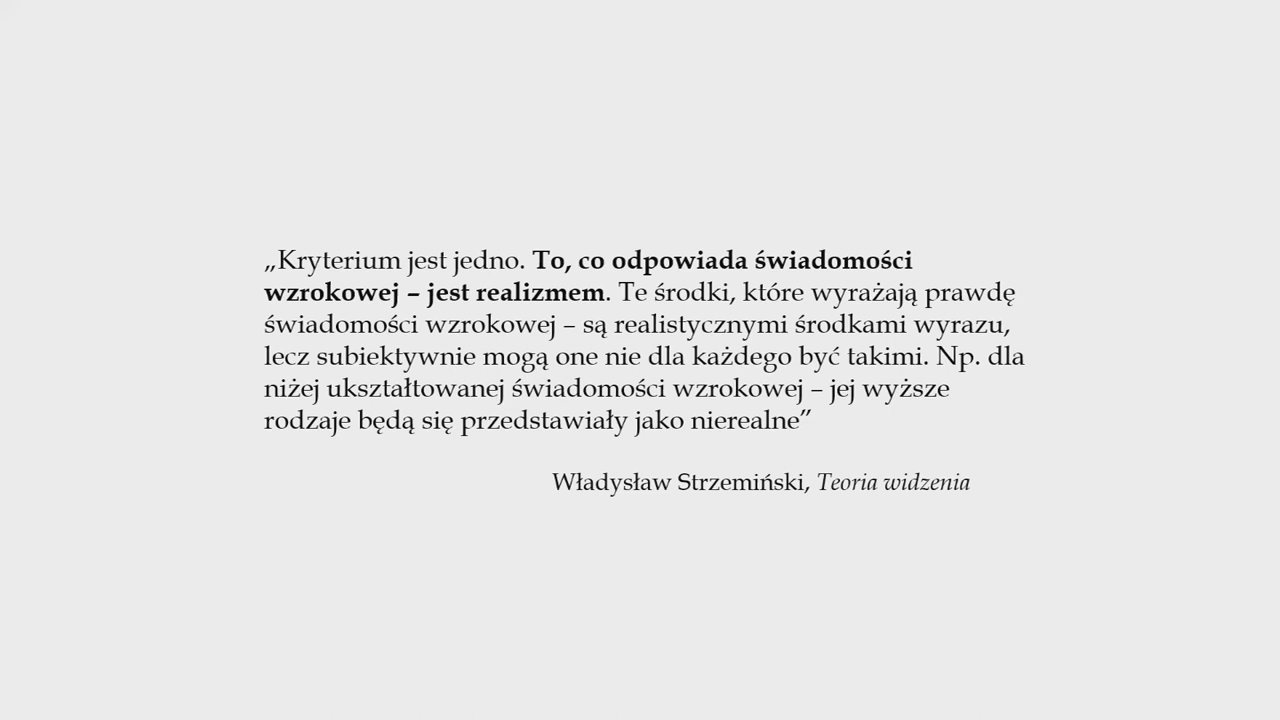 „Kryterium jest jedno. To, co odpowiada świadomości
wzrokowej – jest realizmem. Te środki, które wyrażają prawdę
świadomości wzrokowej – są realistycznymi środkami wyrazu,
lecz subiektywnie mogą one nie dla każdego być takimi. Np. dla
niżej ukształtowanej świadomości wzrokowej – jej wyższe
rodzaje będą się przedstawiały jako nierealne”
Władysław Strzemiński, Teoria widzenia